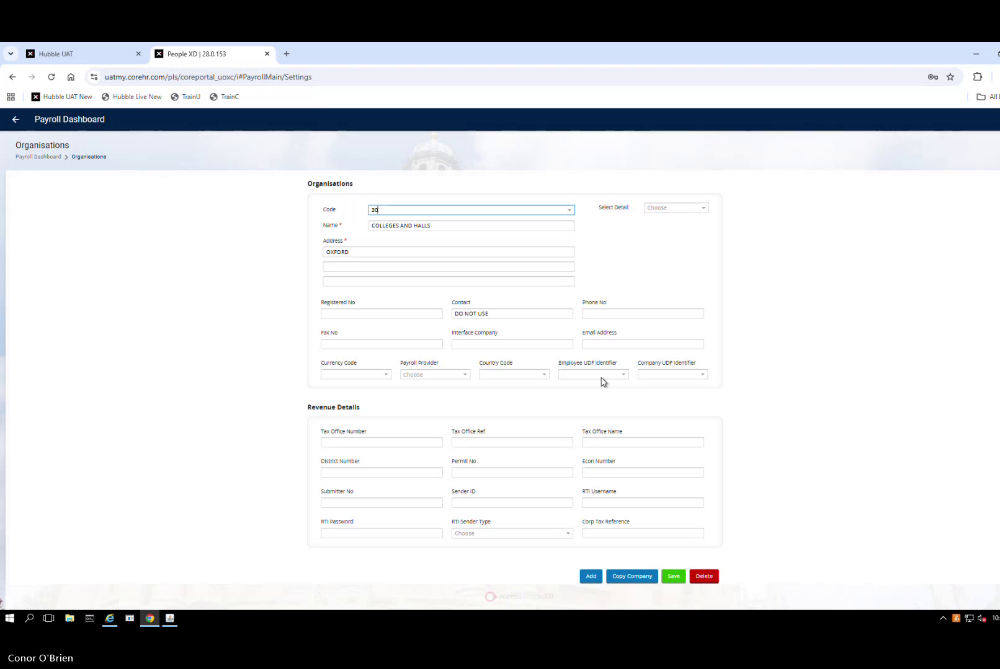 Hubble UAT
People XD | 28.0.153
uatmy.corehr.com/pls/coreportal_uoxc/i#PayrollMain/Settings
Hubble UAT New
Hubble Live New
TrainU
TrainC
All
Payroll Dashboard
Organisations
Payroll Dashboard > Organisations
Organisations
Code
30
Select Detail
Choose
Name *
COLLEGES AND HALLS
Address *
OXFORD
Registered No
Contact
Phone No
DO NOT USE
Fax No
Interface Company
Email Address
Currency Code
Payroll Provider
Country Code
Employee UDF Identifier
Company UDF Identifier
Choose
Revenue Details
Tax Office Number
Tax Office Ref
Tax Office Name
District Number
Permit No
Econ Number
Submitter No
Sender ID
RTI Username
RTI Password
RTI Sender Type
Corp Tax Reference
Choose
Add
Copy Company
Save
Delete
access
10:
Conor O'Brien